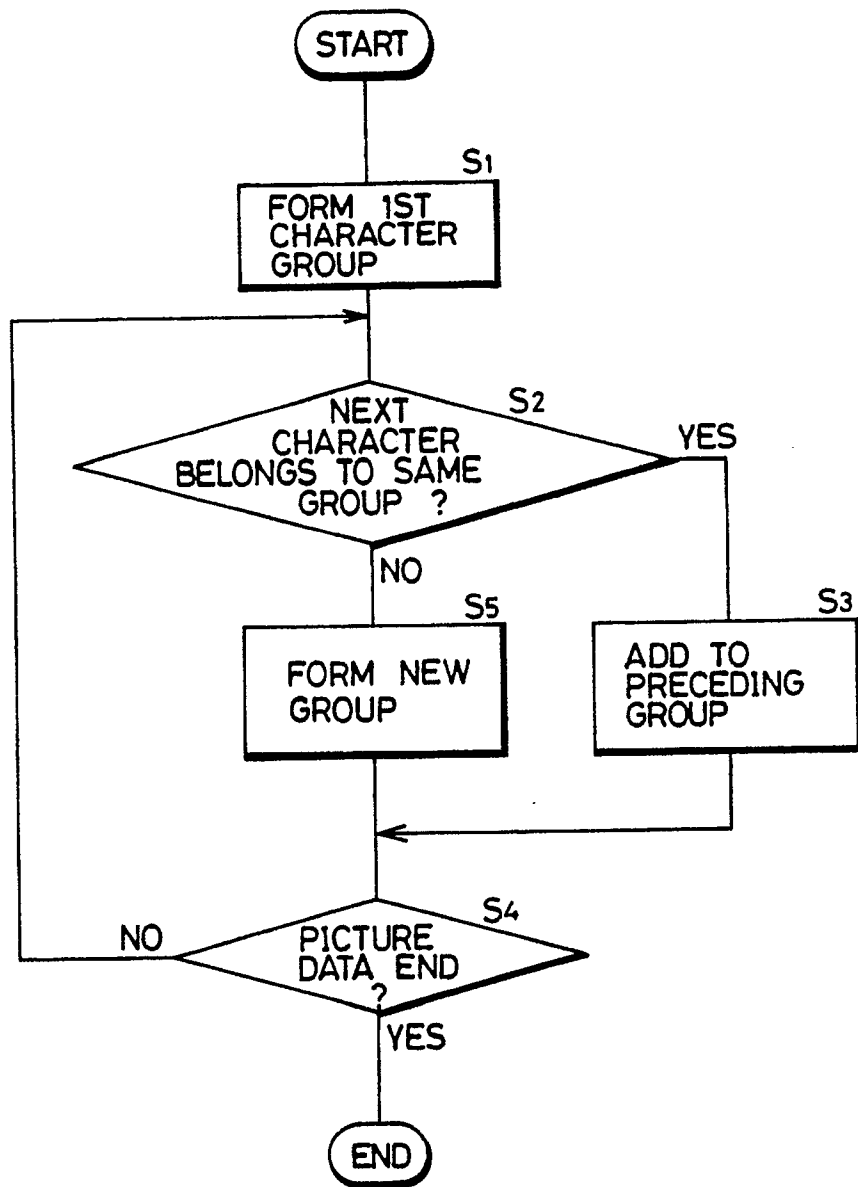 START
S1
FORM 1ST
CHARACTER
GROUP
S2
NEXT
CHARACTER
BELONGS TO SAME
GROUP ?
YES
NO
S5
FORM NEW
GROUP
S3
ADD TO
PRECEDING
GROUP
S4
PICTURE
DATA END
?
NO
YES
END